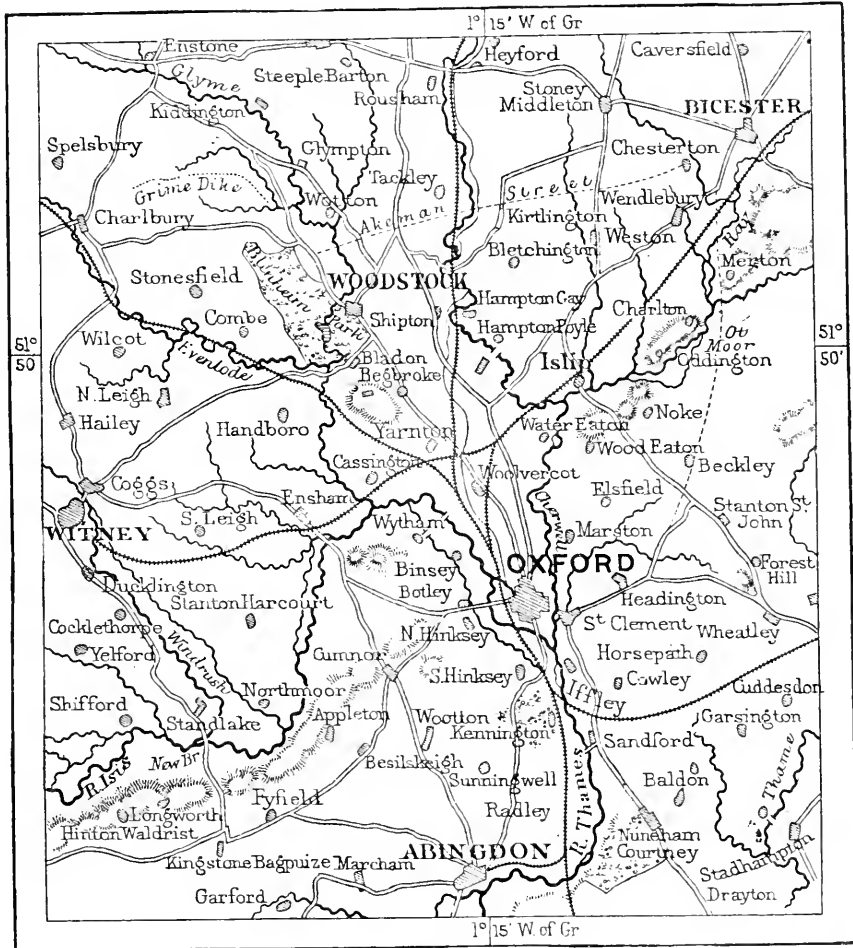 1° 15' W of Gr
Enstone
Heyford
Caversfield
Glyme
Steeple Barton
Rousham
Stoney
Middleton
BICESTER
Kiddington
Spelsbury
Glympton
Chesterton
Grime Dike
Tackley
Street
Wendlebury
Wotton
Akeman
Kirtlington
Charlbury
Weston
Ray
Bletchington
Merton
Stonesfield
Blenheim
Park
WOODSTOCK
Hampton Gay
Charlton
Combe
Shipton
Hampton Poyle
Ot
Moor
51°
50'
Wilcot
Evenlode
Bladon
Islip
Oddington
51°
50'
Begbroke
N. Leigh
Hailey
Handboro
Yarnton
Water Eaton
Noke
Wood Eaton
Cassington
Woolvercot
Beckley
Coggs
Ensham
Cherwell
Elsfield
Stanton St.
John
WITNEY
S. Leigh
Wytham
Marston
OXFORD
Binsey
Forest
Hill
Ducklington
Botley
Headington
Stanton Harcourt
St Clement
Wheatley
Cocklethorpe
Windrush
N. Hinksey
Yelford
Cumnor
Horsepath
S. Hinksey
Iffley
Cowley
Cuddesdon
Shifford
Northmoor
Standlake
Appleton
Wootton
Kennington
Garsington
R. Isis
New Br
Besilsleigh
Sandford
Thame
Sunningwell
Baldon
Longworth
Fyfield
Radley
R. Thames
Hinton Waldrist
Nuneham
Courtney
Kingstone Bagpuize
Marcham
ABINGDON
Stadhampton
Garford
Drayton
1° 15' W. of Gr